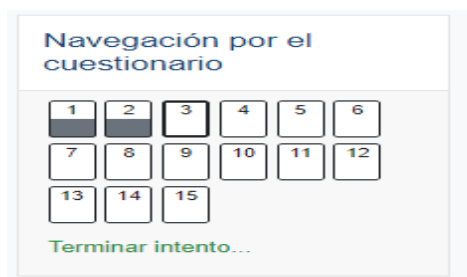 Navegación por el
cuestionario
1 2 3 4 5 6
7 8 9 10 11 12
13 14 15
Terminar intento...